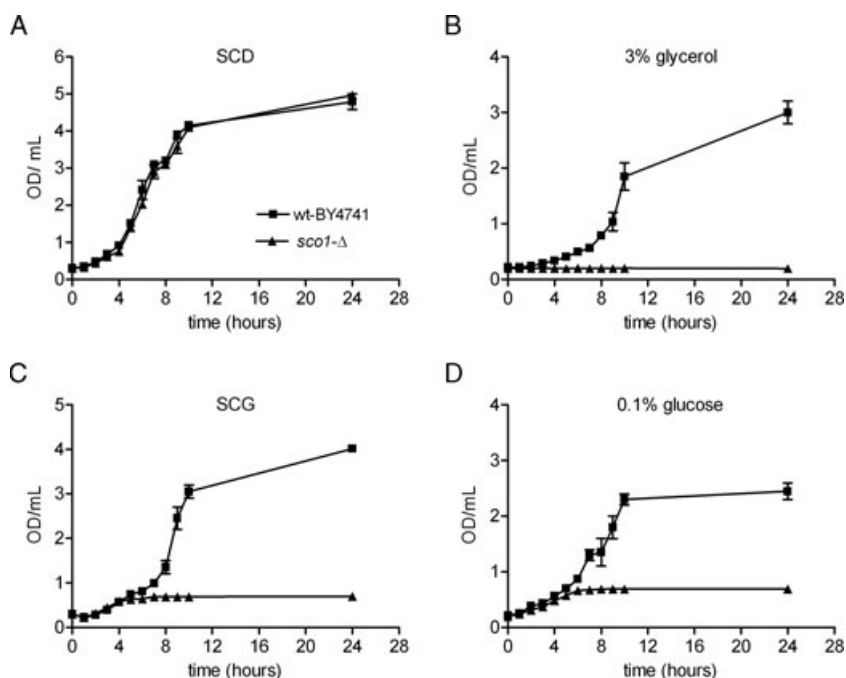 A
SCD
OD/ mL
6
5
4
3
2
1
0
0 4 8 12 16 20 24 28
time (hours)
wt-BY4741
sco1-Δ
B
3% glycerol
OD/mL
4
3
2
1
0
0 4 8 12 16 20 24 28
time (hours)
C
SCG
OD/mL
5
4
3
2
1
0
0 4 8 12 16 20 24 28
time (hours)
D
0.1% glucose
OD/mL
4
3
2
1
0
0 4 8 12 16 20 24 28
time (hours)